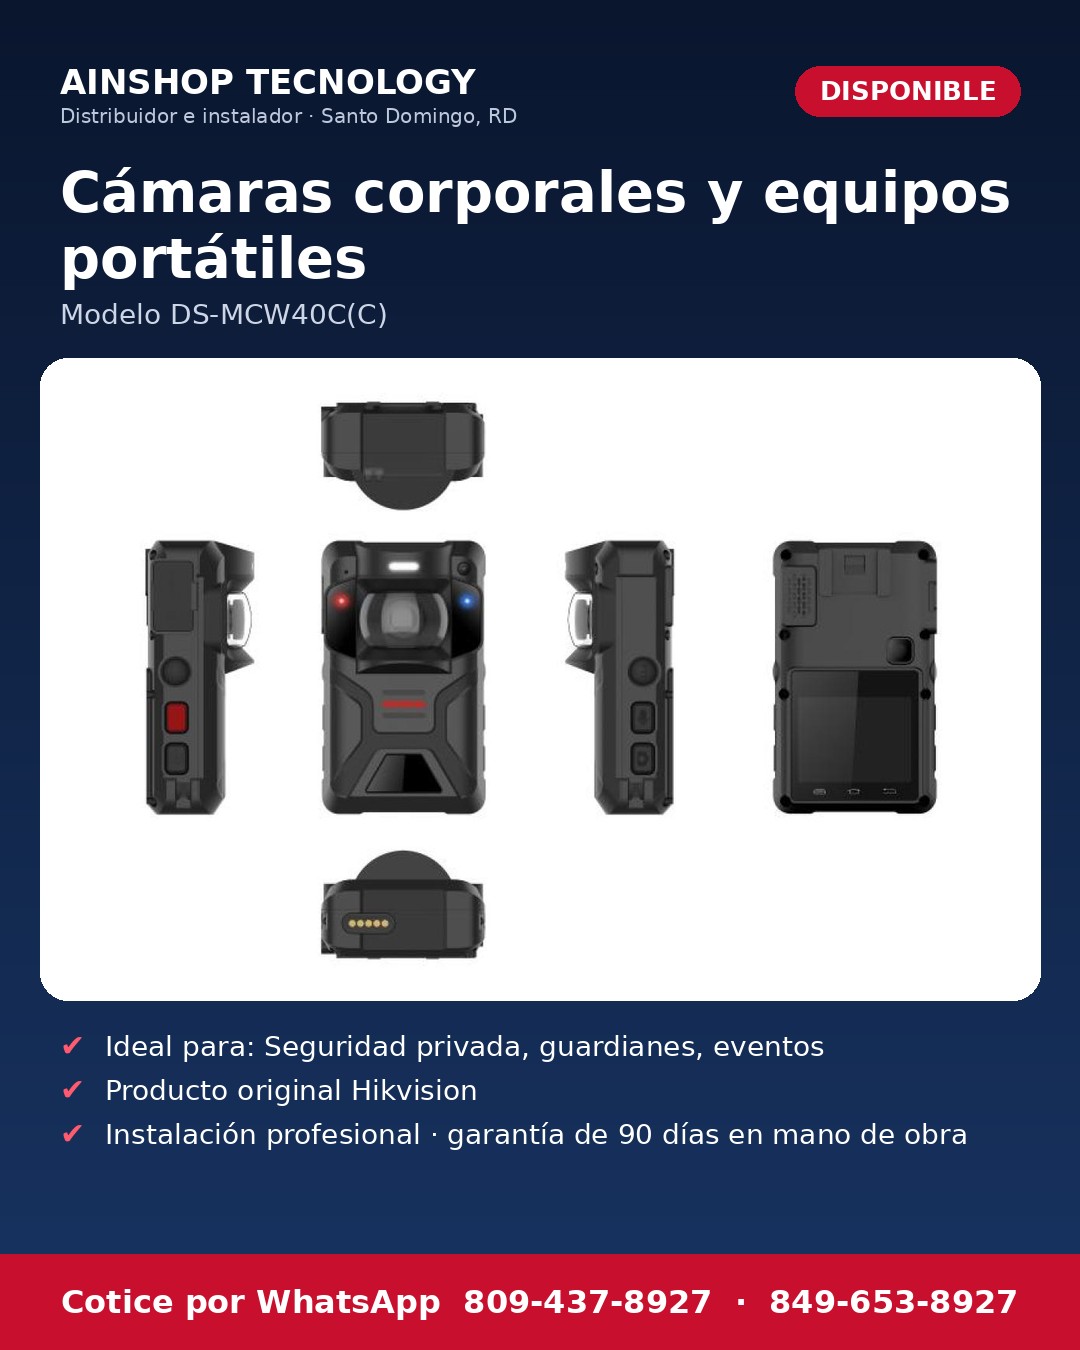 AINSHOP TECNOLOGY
DISPONIBLE
Distribuidor e instalador · Santo Domingo, RD
Cámaras corporales y equipos
portátiles
Modelo DS-MCW40C(C)
✔ Ideal para: Seguridad privada, guardianes, eventos
✔ Producto original Hikvision
✔ Instalación profesional · garantía de 90 días en mano de obra
Cotice por WhatsApp 809-437-8927 · 849-653-8927